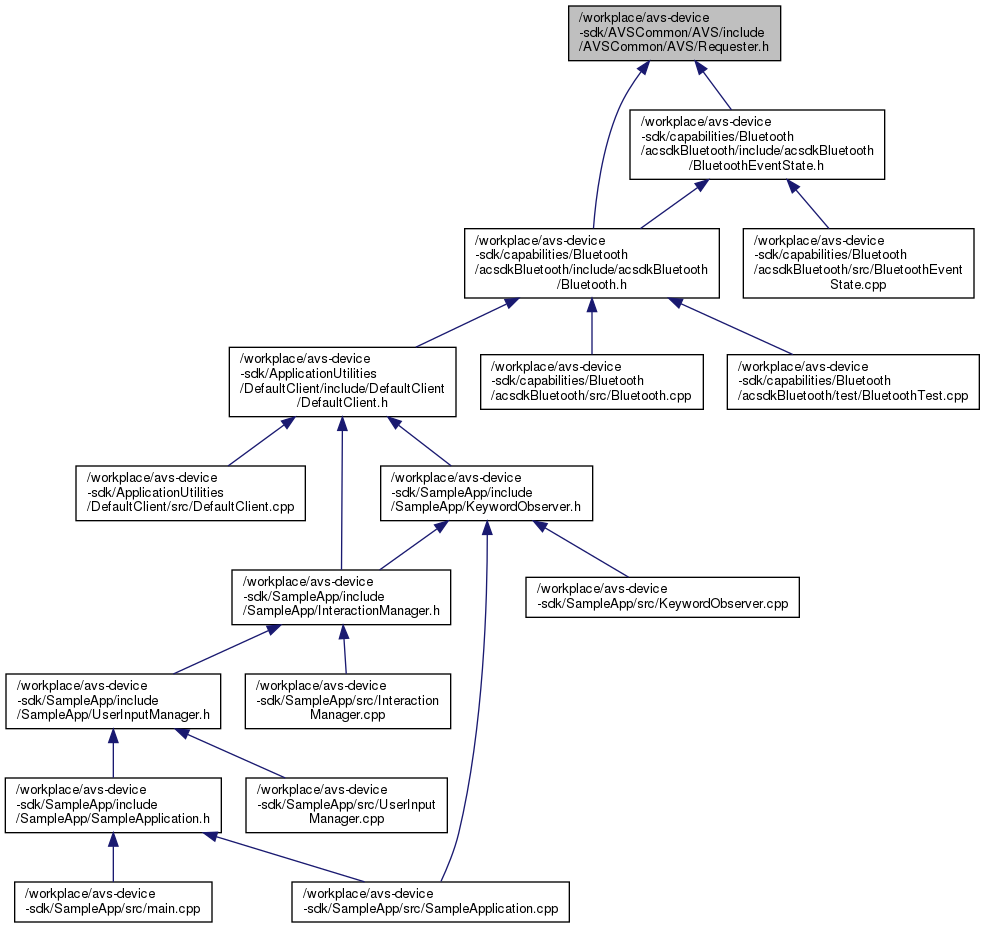 /workplace/avs-device
-sdk/AVSCommon/AVS/include
/AVSCommon/AVS/Requester.h
/workplace/avs-device
-sdk/capabilities/Bluetooth
/acsdkBluetooth/include/acsdkBluetooth
/BluetoothEventState.h
/workplace/avs-device
-sdk/capabilities/Bluetooth
/acsdkBluetooth/include/acsdkBluetooth
/Bluetooth.h
/workplace/avs-device
-sdk/capabilities/Bluetooth
/acsdkBluetooth/src/BluetoothEvent
State.cpp
/workplace/avs-device
-sdk/ApplicationUtilities
/DefaultClient/include/DefaultClient
/DefaultClient.h
/workplace/avs-device
-sdk/capabilities/Bluetooth
/acsdkBluetooth/src/Bluetooth.cpp
/workplace/avs-device
-sdk/capabilities/Bluetooth
/acsdkBluetooth/test/BluetoothTest.cpp
/workplace/avs-device
-sdk/ApplicationUtilities
/DefaultClient/src/DefaultClient.cpp
/workplace/avs-device
-sdk/SampleApp/include
/SampleApp/KeywordObserver.h
/workplace/avs-device
-sdk/SampleApp/include
/SampleApp/InteractionManager.h
/workplace/avs-device
-sdk/SampleApp/src/KeywordObserver.cpp
/workplace/avs-device
-sdk/SampleApp/include
/SampleApp/UserInputManager.h
/workplace/avs-device
-sdk/SampleApp/src/Interaction
Manager.cpp
/workplace/avs-device
-sdk/SampleApp/include
/SampleApp/SampleApplication.h
/workplace/avs-device
-sdk/SampleApp/src/UserInput
Manager.cpp
/workplace/avs-device
-sdk/SampleApp/src/main.cpp
/workplace/avs-device
-sdk/SampleApp/src/SampleApplication.cpp